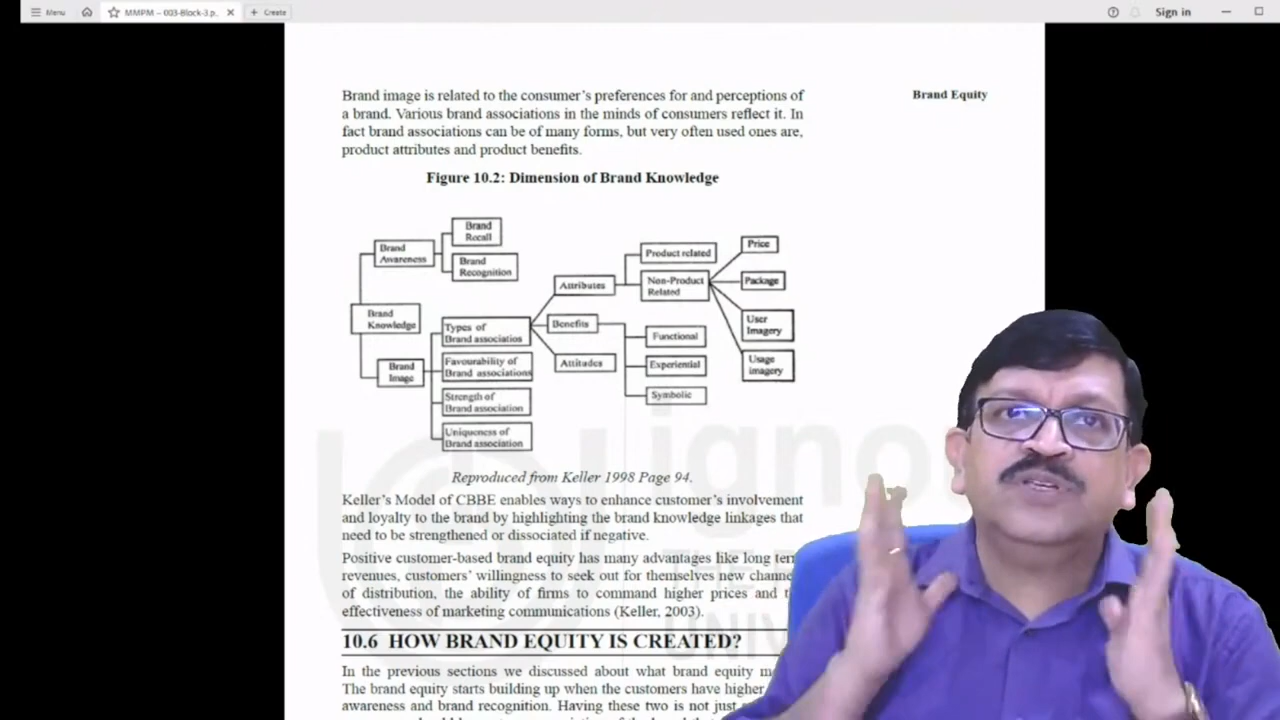 Menu
MMPM – 003-Block-3.p...
Create
Sign in
Brand image is related to the consumer's preferences for and perceptions of
a brand. Various brand associations in the minds of consumers reflect it. In
fact brand associations can be of many forms, but very often used ones are,
product attributes and product benefits.
Brand Equity
Figure 10.2: Dimension of Brand Knowledge
Brand
Recall
Brand
Awareness
Brand
Recognition
Brand
Knowledge
Brand
Image
Types of
Brand association
Favourability of
Brand associations
Strength of
Brand association
Uniqueness of
Brand association
Attributes
Benefits
Attitudes
Product related
Non-Product
Related
Functional
Experiential
Symbolic
Price
Package
User
Imagery
Usage
imagery
ignou
Reproduced from Keller 1998 Page 94.
Keller's Model of CBBE enables ways to enhance customer's involvement
and loyalty to the brand by highlighting the brand knowledge linkages that
need to be strengthened or dissociated if negative.
Positive customer-based brand equity has many advantages like long term
revenues, customers' willingness to seek out for themselves new channe
of distribution, the ability of firms to command higher prices and t
effectiveness of marketing communications (Keller, 2003).
10.6 HOW BRAND EQUITY IS CREATED?
In the previous sections we discussed about what brand equity m
The brand equity starts building up when the customers have higher
awareness and brand recognition. Having these two is not just